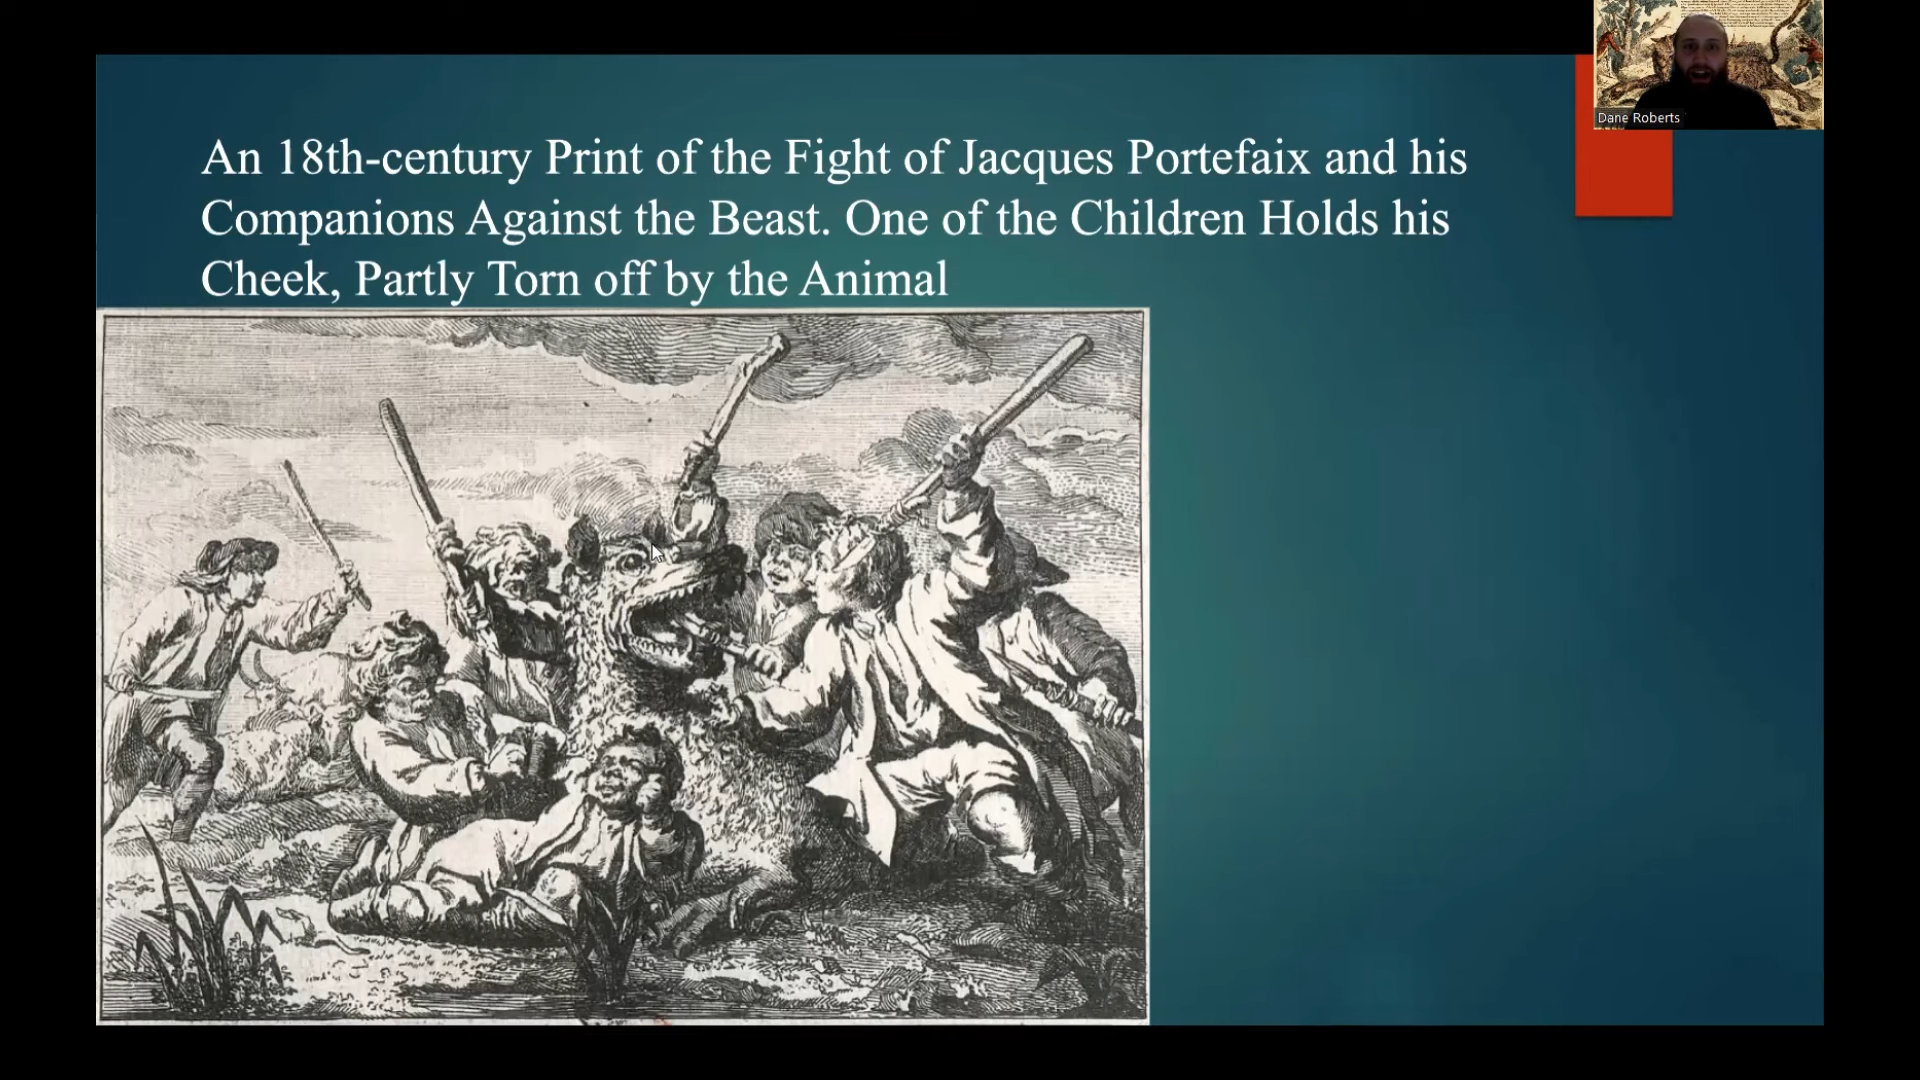 Dane Roberts
An 18th-century Print of the Fight of Jacques Portefaix and his
Companions Against the Beast. One of the Children Holds his
Cheek, Partly Torn off by the Animal